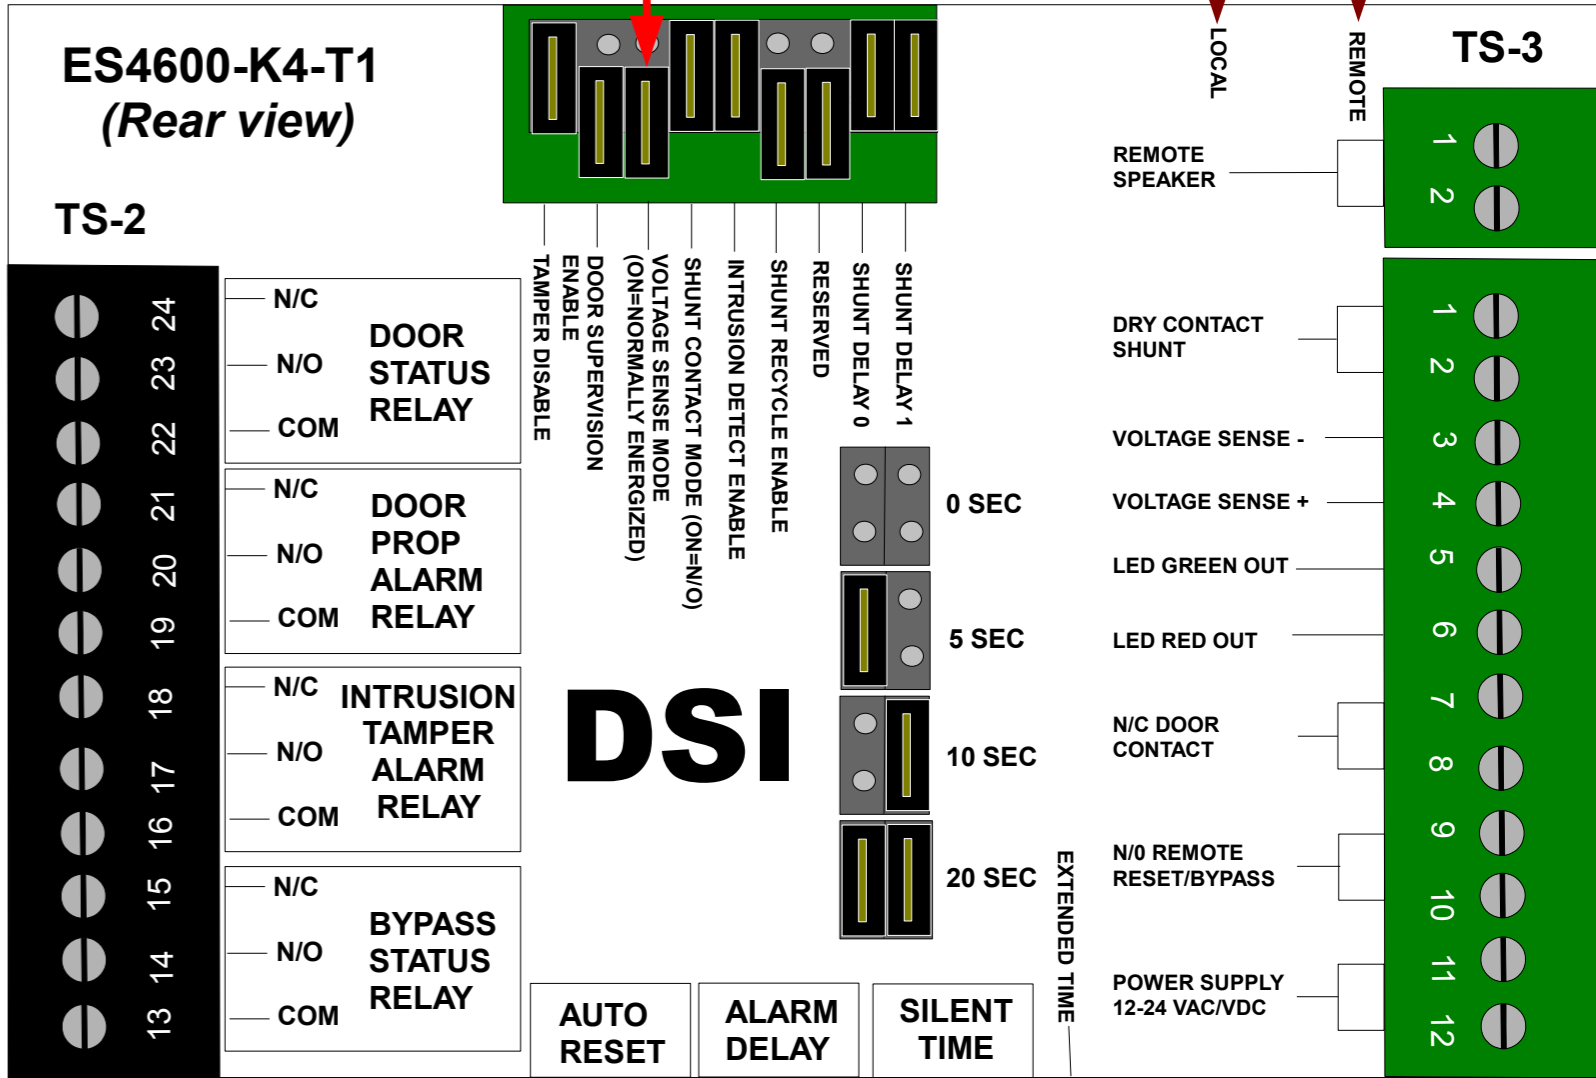 ES4600-K4-T1
(Rear view)
TS-2
24
23
22
21
20
19
18
17
16
15
14
13
N/C
N/O
COM
DOOR
STATUS
RELAY
N/C
N/O
COM
DOOR
PROP
ALARM
RELAY
N/C
N/O
COM
INTRUSION
TAMPER
ALARM
RELAY
N/C
N/O
COM
BYPASS
STATUS
RELAY
TAMPER DISABLE
DOOR SUPERVISION
ENABLE
VOLTAGE SENSE MODE
(ON=NORMALLY ENERGIZED)
SHUNT CONTACT MODE (ON=N/O)
INTRUSION DETECT ENABLE
SHUNT RECYCLE ENABLE
RESERVED
SHUNT DELAY 0
SHUNT DELAY 1
0 SEC
5 SEC
10 SEC
20 SEC
DSI
AUTO
RESET
ALARM
DELAY
SILENT
TIME
EXTENDED TIME
LOCAL
REMOTE
TS-3
REMOTE
SPEAKER
1
2
DRY CONTACT
SHUNT
VOLTAGE SENSE -
VOLTAGE SENSE +
LED GREEN OUT
LED RED OUT
N/C DOOR
CONTACT
N/0 REMOTE
RESET/BYPASS
POWER SUPPLY
12-24 VAC/VDC
1
2
3
4
5
6
7
8
9
10
11
12